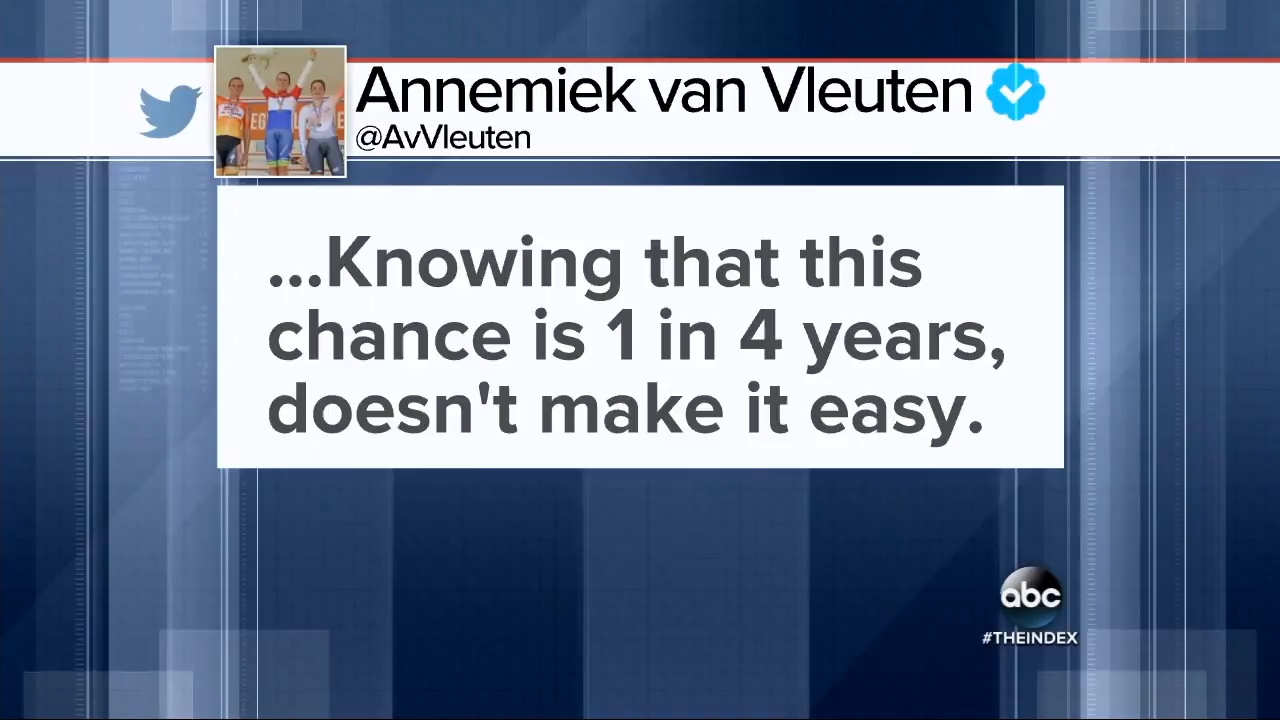 Annemiek van Vleuten
@AvVleuten
...Knowing that this
chance is 1 in 4 years,
doesn't make it easy.
abc
#THEINDEX